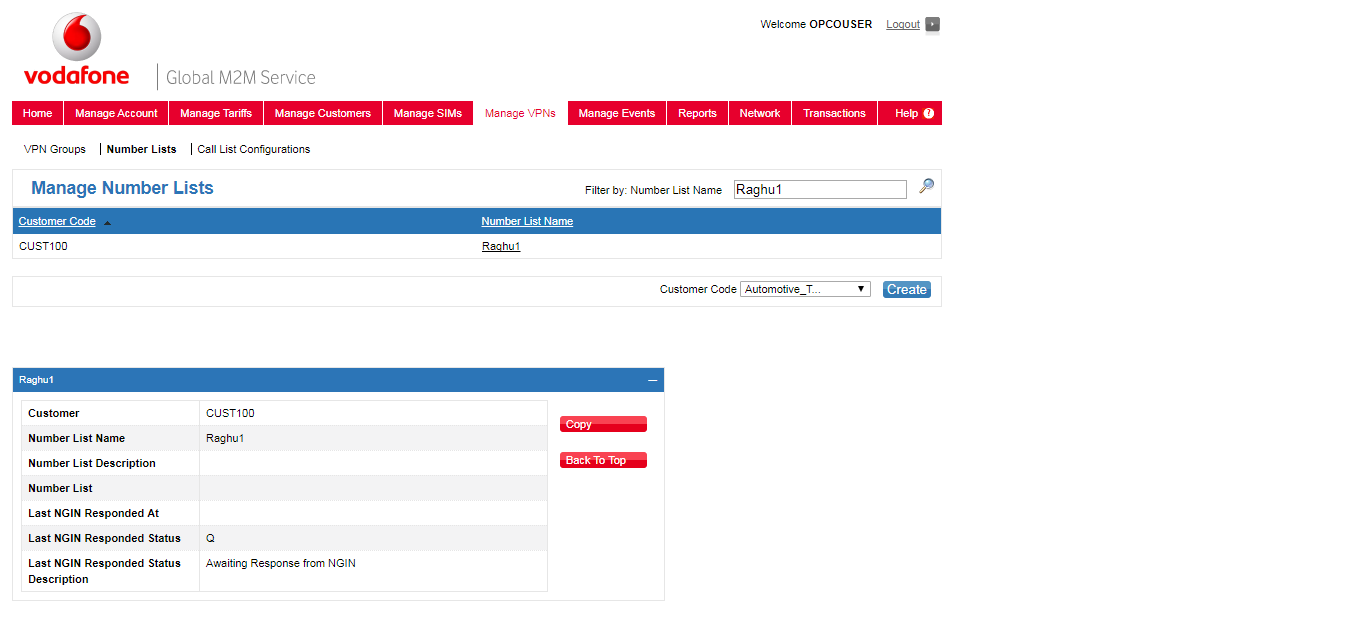 Welcome OPCOUSER Logout
vodafone Global M2M Service
Home Manage Account Manage Tariffs Manage Customers Manage SIMs Manage VPNs Manage Events Reports Network Transactions Help ?
VPN Groups Number Lists Call List Configurations
Manage Number Lists Filter by: Number List Name Raghu1
Customer Code Number List Name
CUST100 Raghu1
Customer Code Automotive_T... Create
Raghu1
Customer CUST100
Copy
Number List Name Raghu1
Number List Description
Back To Top
Number List
Last NGIN Responded At
Last NGIN Responded Status Q
Last NGIN Responded Status Awaiting Response from NGIN
Description